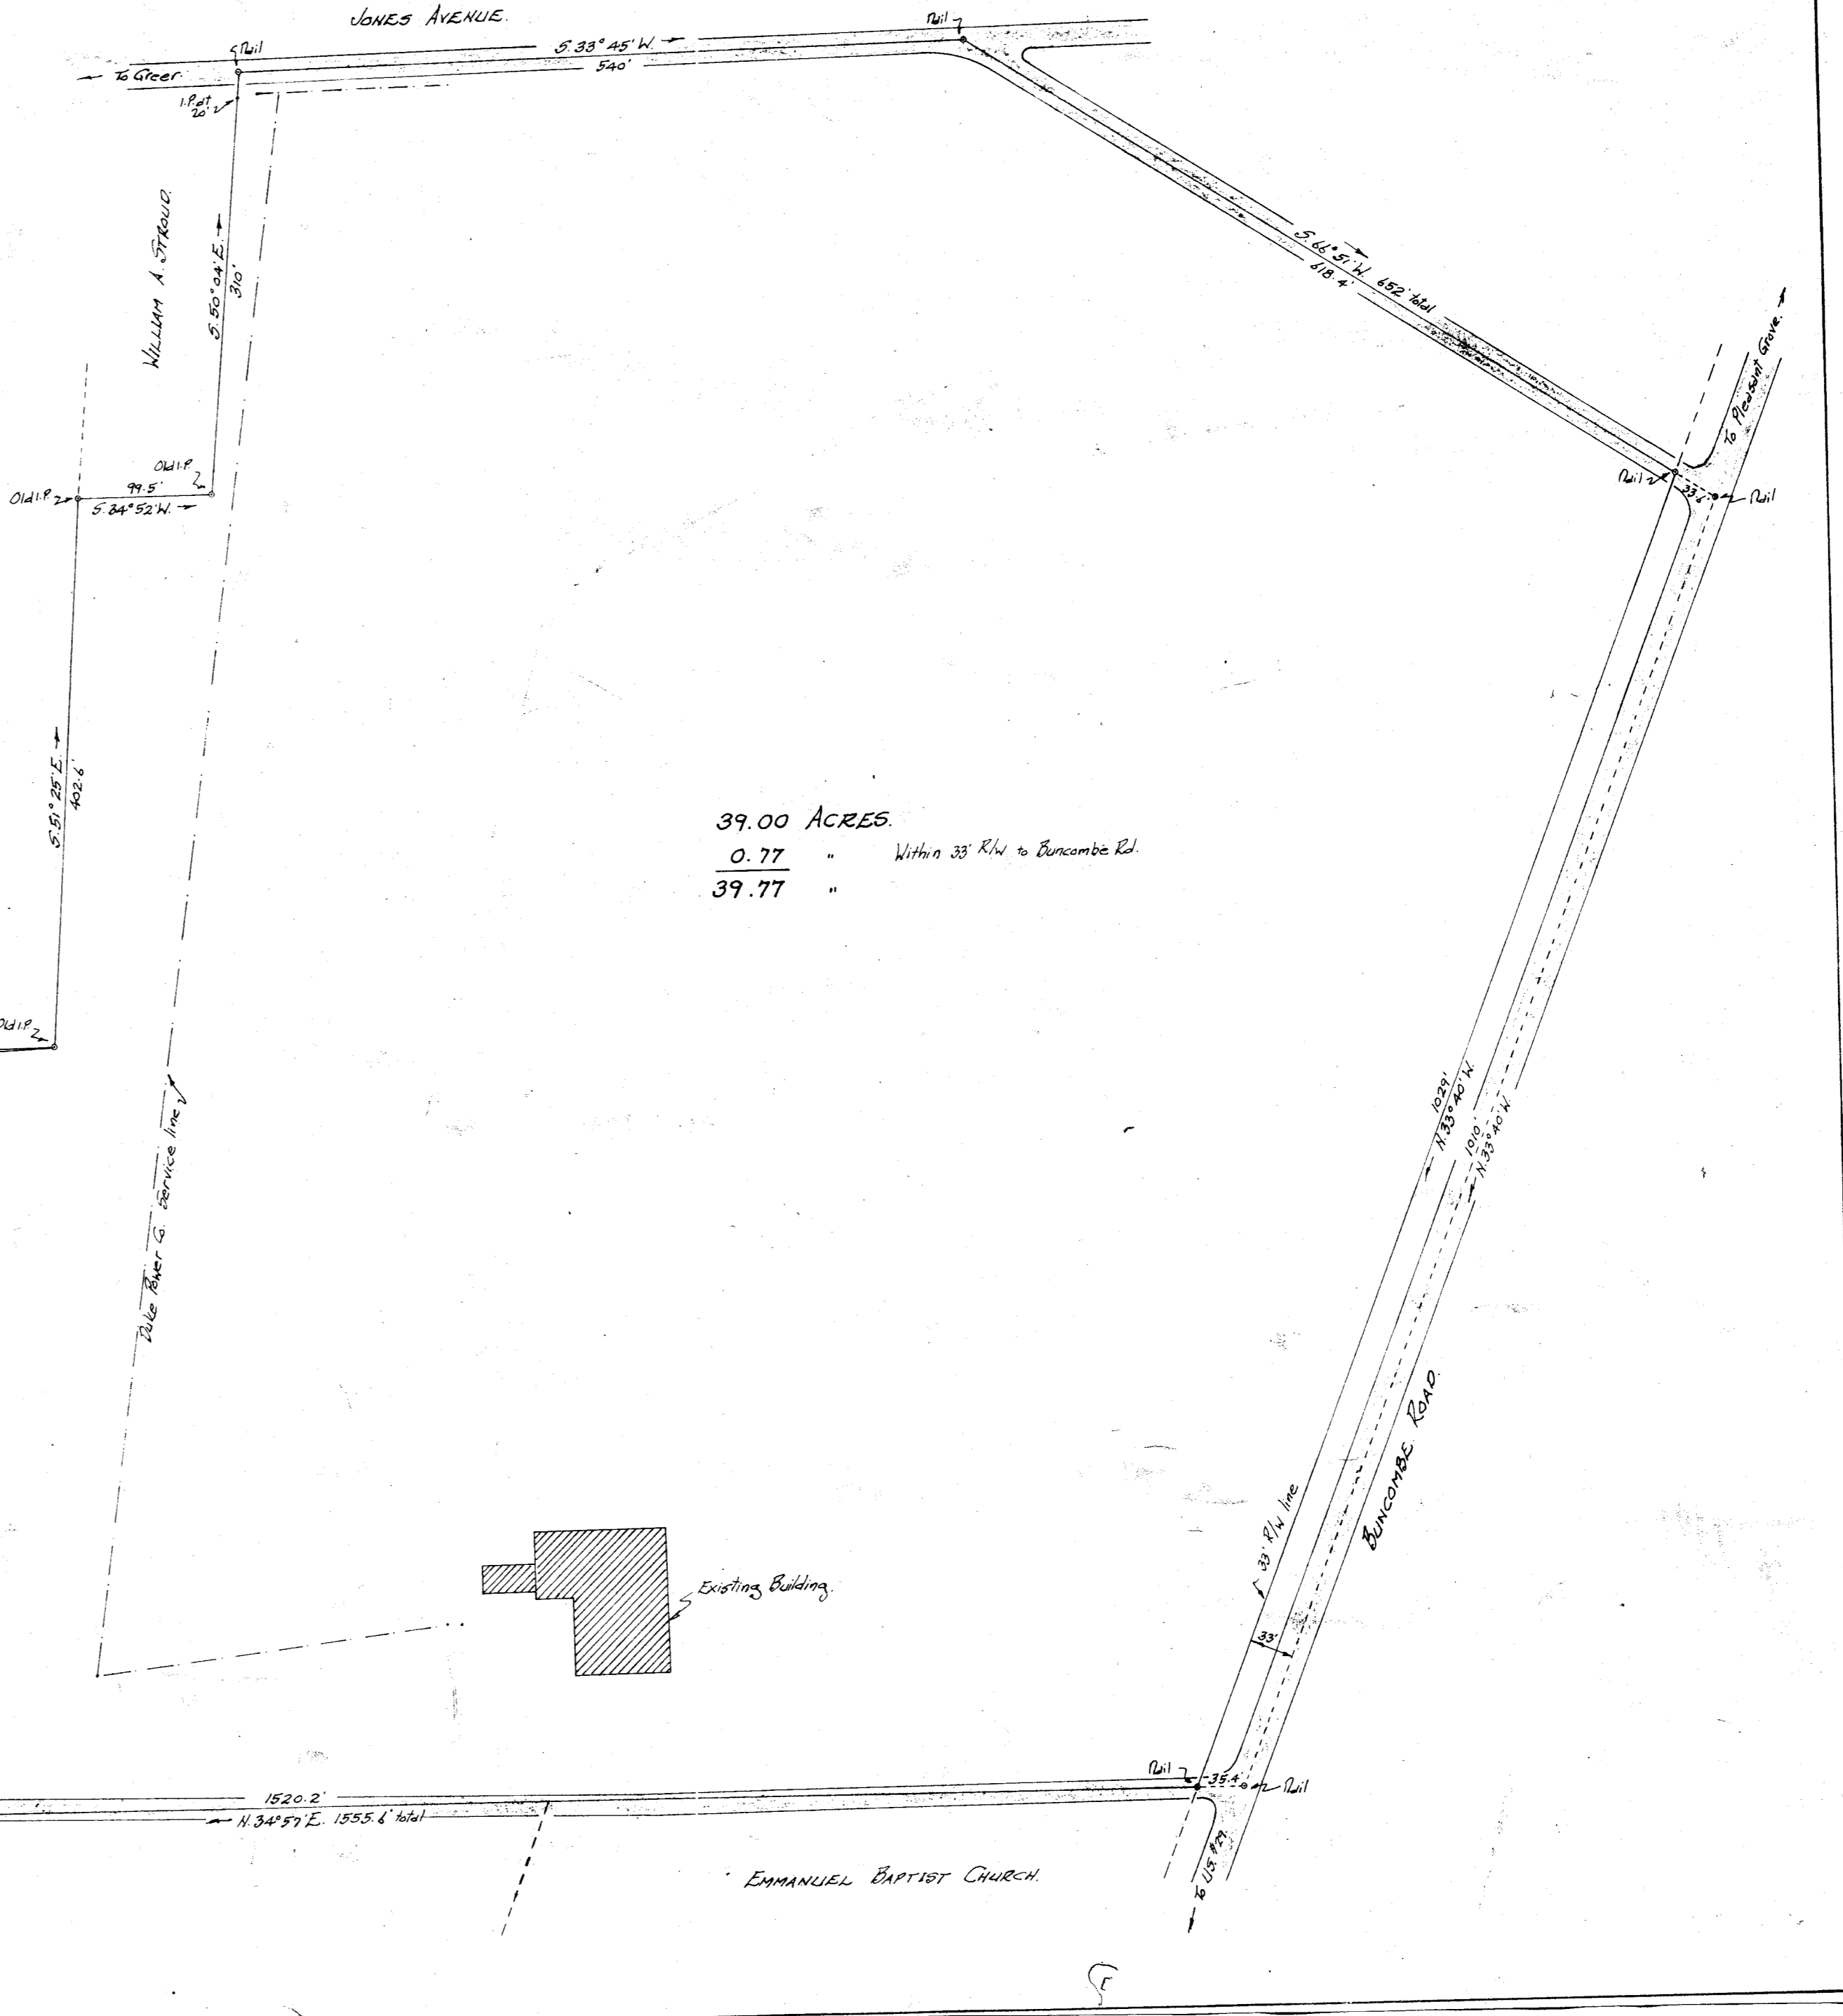 JONES AVENUE.
Nail
Nail
S. 33° 45' W.
540'
To Greer.
I.P. at
20'
WILLIAM A. STROUD.
S. 50° 04' E.
310'
S. 66° 51' W. 652' total
618.4'
To Pleasant Grove.
Old I.P.
Old I.P.
99.5'
S. 34° 52' W.
Nail
33.6'
Nail
S. 51° 25' E.
402.6'
39.00 ACRES.
0.77 " Within 33' R/W to Buncombe Rd.
39.77 "
Old I.P.
Duke Power Co. Service line
1029'
N. 33° 40' W.
1010'
N. 33° 40' W.
BUNCOMBE ROAD.
33' R/W line
Existing Building.
33'
Nail
35.4'
Nail
1520.2'
N. 34° 57' E. 1555.6' total
To U.S. #29.
EMMANUEL BAPTIST CHURCH.